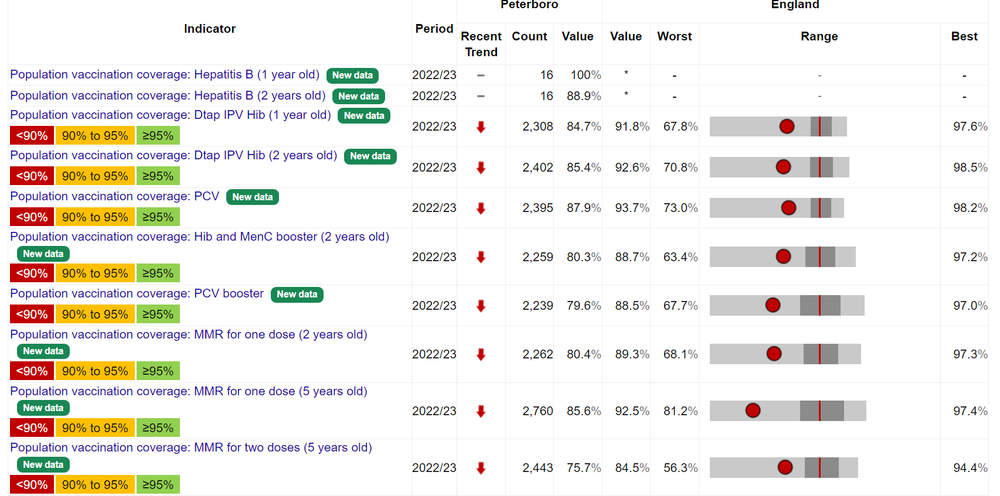 Peterboro England
Indicator Period Recent Trend Count Value Value Worst Range Best
Population vaccination coverage: Hepatitis B (1 year old) New data 2022/23 – 16 100% * - - -
Population vaccination coverage: Hepatitis B (2 years old) New data 2022/23 – 16 88.9% * - - -
Population vaccination coverage: Dtap IPV Hib (1 year old) New data
<90% 90% to 95% ≥95% 2022/23 2,308 84.7% 91.8% 67.8% 97.6%
Population vaccination coverage: Dtap IPV Hib (2 years old) New data
<90% 90% to 95% ≥95% 2022/23 2,402 85.4% 92.6% 70.8% 98.5%
Population vaccination coverage: PCV New data
<90% 90% to 95% ≥95% 2022/23 2,395 87.9% 93.7% 73.0% 98.2%
Population vaccination coverage: Hib and MenC booster (2 years old)
New data
<90% 90% to 95% ≥95% 2022/23 2,259 80.3% 88.7% 63.4% 97.2%
Population vaccination coverage: PCV booster New data
<90% 90% to 95% ≥95% 2022/23 2,239 79.6% 88.5% 67.7% 97.0%
Population vaccination coverage: MMR for one dose (2 years old)
New data
<90% 90% to 95% ≥95% 2022/23 2,262 80.4% 89.3% 68.1% 97.3%
Population vaccination coverage: MMR for one dose (5 years old)
New data
<90% 90% to 95% ≥95% 2022/23 2,760 85.6% 92.5% 81.2% 97.4%
Population vaccination coverage: MMR for two doses (5 years old)
New data
<90% 90% to 95% ≥95% 2022/23 2,443 75.7% 84.5% 56.3% 94.4%